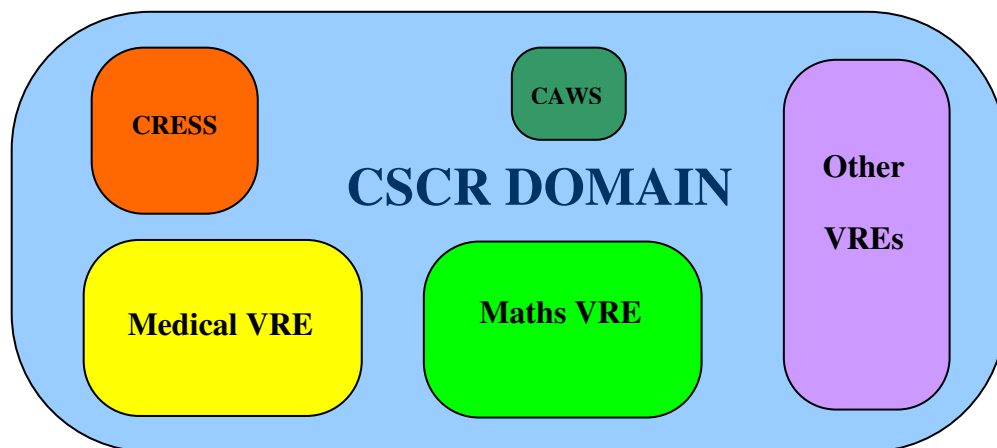 CRESS
CAWS
Other
VREs
CSCR DOMAIN
Medical VRE
Maths VRE